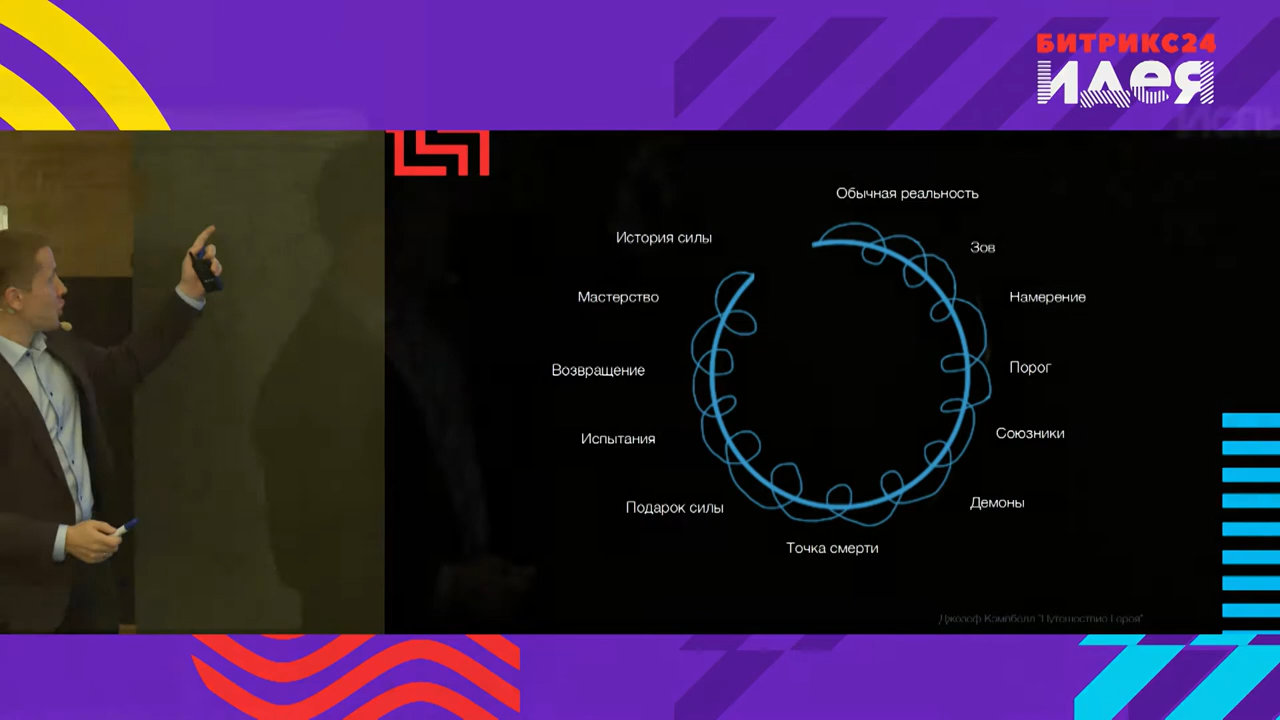 БИТРИКС24
ИДЕЯ
Обычная реальность
История силы
Зов
Мастерство
Намерение
Возвращение
Порог
Испытания
Союзники
Подарок силы
Демоны
Точка смерти
Джозеф Кэмпбелл "Путешествие Героя"